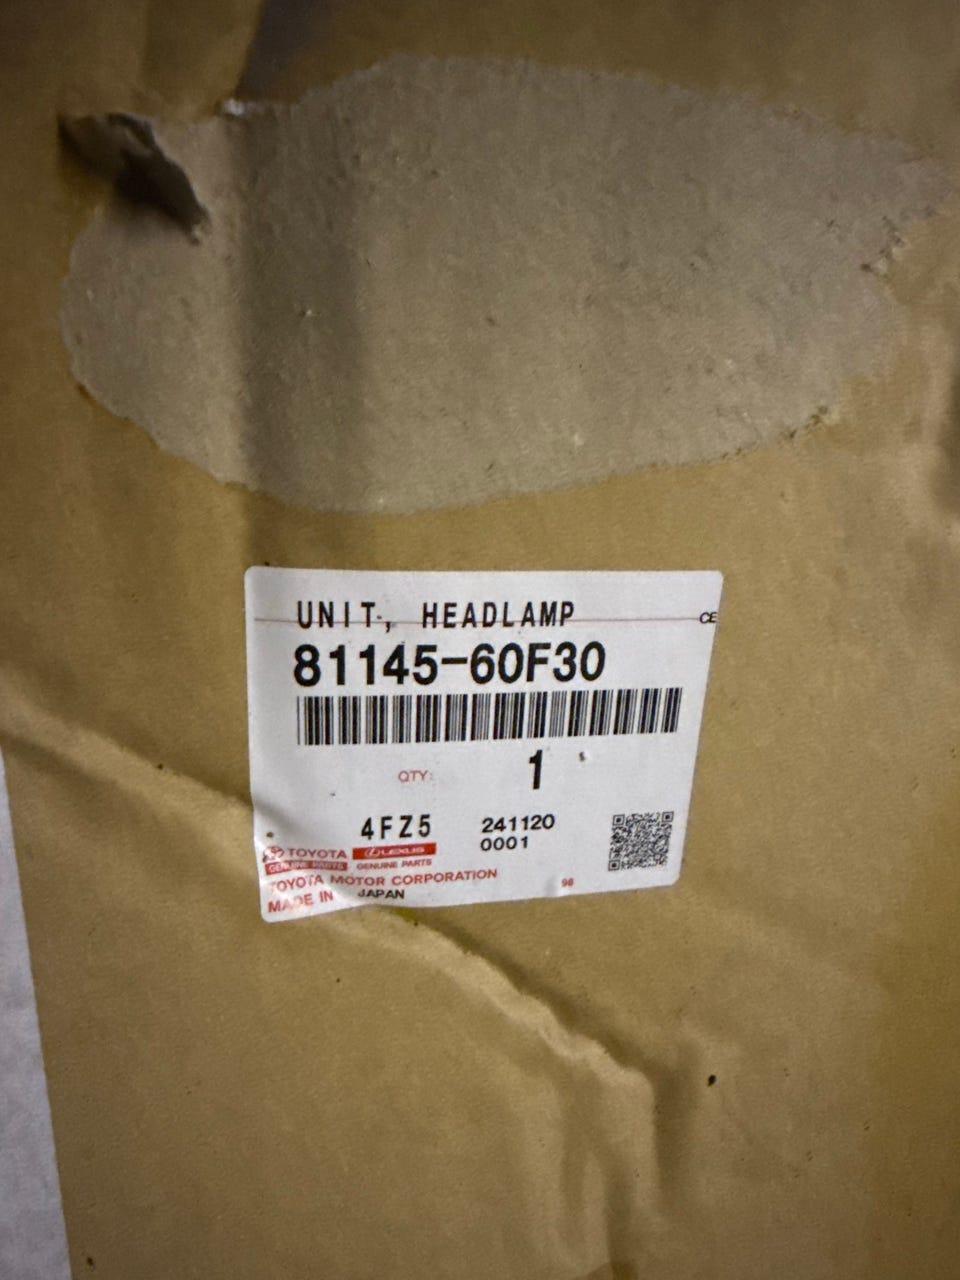 UNIT, HEADLAMP
CE
81145-60F30
QTY: 1
4FZ5 241120
0001
TOYOTA LEXUS
GENUINE PARTS GENUINE PARTS
TOYOTA MOTOR CORPORATION
98
MADE IN JAPAN